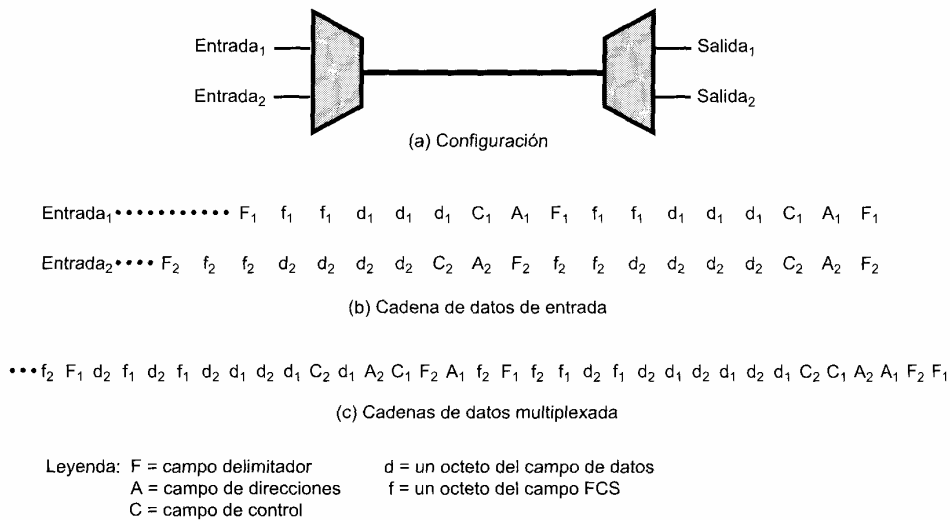 Entrada₁ Salida₁
Entrada₂ Salida₂
(a) Configuración
Entrada₁ ••••••••••• F₁ f₁ f₁ d₁ d₁ d₁ C₁ A₁ F₁ f₁ f₁ d₁ d₁ d₁ C₁ A₁ F₁
Entrada₂ •••• F₂ f₂ f₂ d₂ d₂ d₂ d₂ C₂ A₂ F₂ f₂ f₂ d₂ d₂ d₂ d₂ C₂ A₂ F₂
(b) Cadena de datos de entrada
••• f₂ F₁ d₂ f₁ d₂ f₁ d₂ d₁ d₂ d₁ C₂ d₁ A₂ C₁ F₂ A₁ f₂ F₁ f₂ f₁ d₂ f₁ d₂ d₁ d₂ d₁ d₂ d₁ C₂ C₁ A₂ A₁ F₂ F₁
(c) Cadenas de datos multiplexada
Leyenda: F = campo delimitador d = un octeto del campo de datos
A = campo de direcciones f = un octeto del campo FCS
C = campo de control